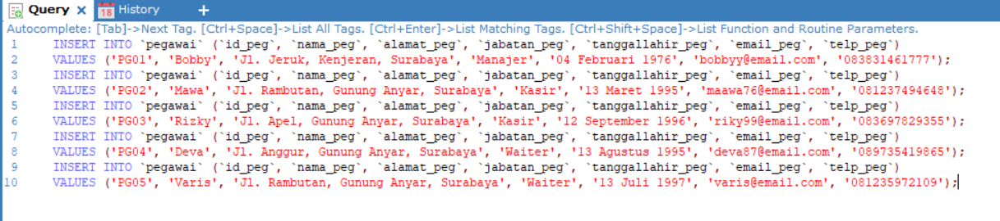 Query × 18 History +
Autocomplete: [Tab]->Next Tag. [Ctrl+Space]->List All Tags. [Ctrl+Enter]->List Matching Tags. [Ctrl+Shift+Space]->List Function and Routine Parameters.
1 INSERT INTO `pegawai` (`id_peg`, `nama_peg`, `alamat_peg`, `jabatan_peg`, `tanggallahir_peg`, `email_peg`, `telp_peg`)
2 VALUES ('PG01', 'Bobby', 'Jl. Jeruk, Kenjeran, Surabaya', 'Manajer', '04 Februari 1976', 'bobbyy@email.com', '083831461777');
3 INSERT INTO `pegawai` (`id_peg`, `nama_peg`, `alamat_peg`, `jabatan_peg`, `tanggallahir_peg`, `email_peg`, `telp_peg`)
4 VALUES ('PG02', 'Mawa', 'Jl. Rambutan, Gunung Anyar, Surabaya', 'Kasir', '13 Maret 1995', 'maawa76@email.com', '081237494648');
5 INSERT INTO `pegawai` (`id_peg`, `nama_peg`, `alamat_peg`, `jabatan_peg`, `tanggallahir_peg`, `email_peg`, `telp_peg`)
6 VALUES ('PG03', 'Rizky', 'Jl. Apel, Gunung Anyar, Surabaya', 'Kasir', '12 September 1996', 'riky99@email.com', '083697829355');
7 INSERT INTO `pegawai` (`id_peg`, `nama_peg`, `alamat_peg`, `jabatan_peg`, `tanggallahir_peg`, `email_peg`, `telp_peg`)
8 VALUES ('PG04', 'Deva', 'Jl. Anggur, Gunung Anyar, Surabaya', 'Waiter', '13 Agustus 1995', 'deva87@email.com', '089735419865');
9 INSERT INTO `pegawai` (`id_peg`, `nama_peg`, `alamat_peg`, `jabatan_peg`, `tanggallahir_peg`, `email_peg`, `telp_peg`)
10 VALUES ('PG05', 'Varis', 'Jl. Rambutan, Gunung Anyar, Surabaya', 'Waiter', '13 Juli 1997', 'varis@email.com', '081235972109');